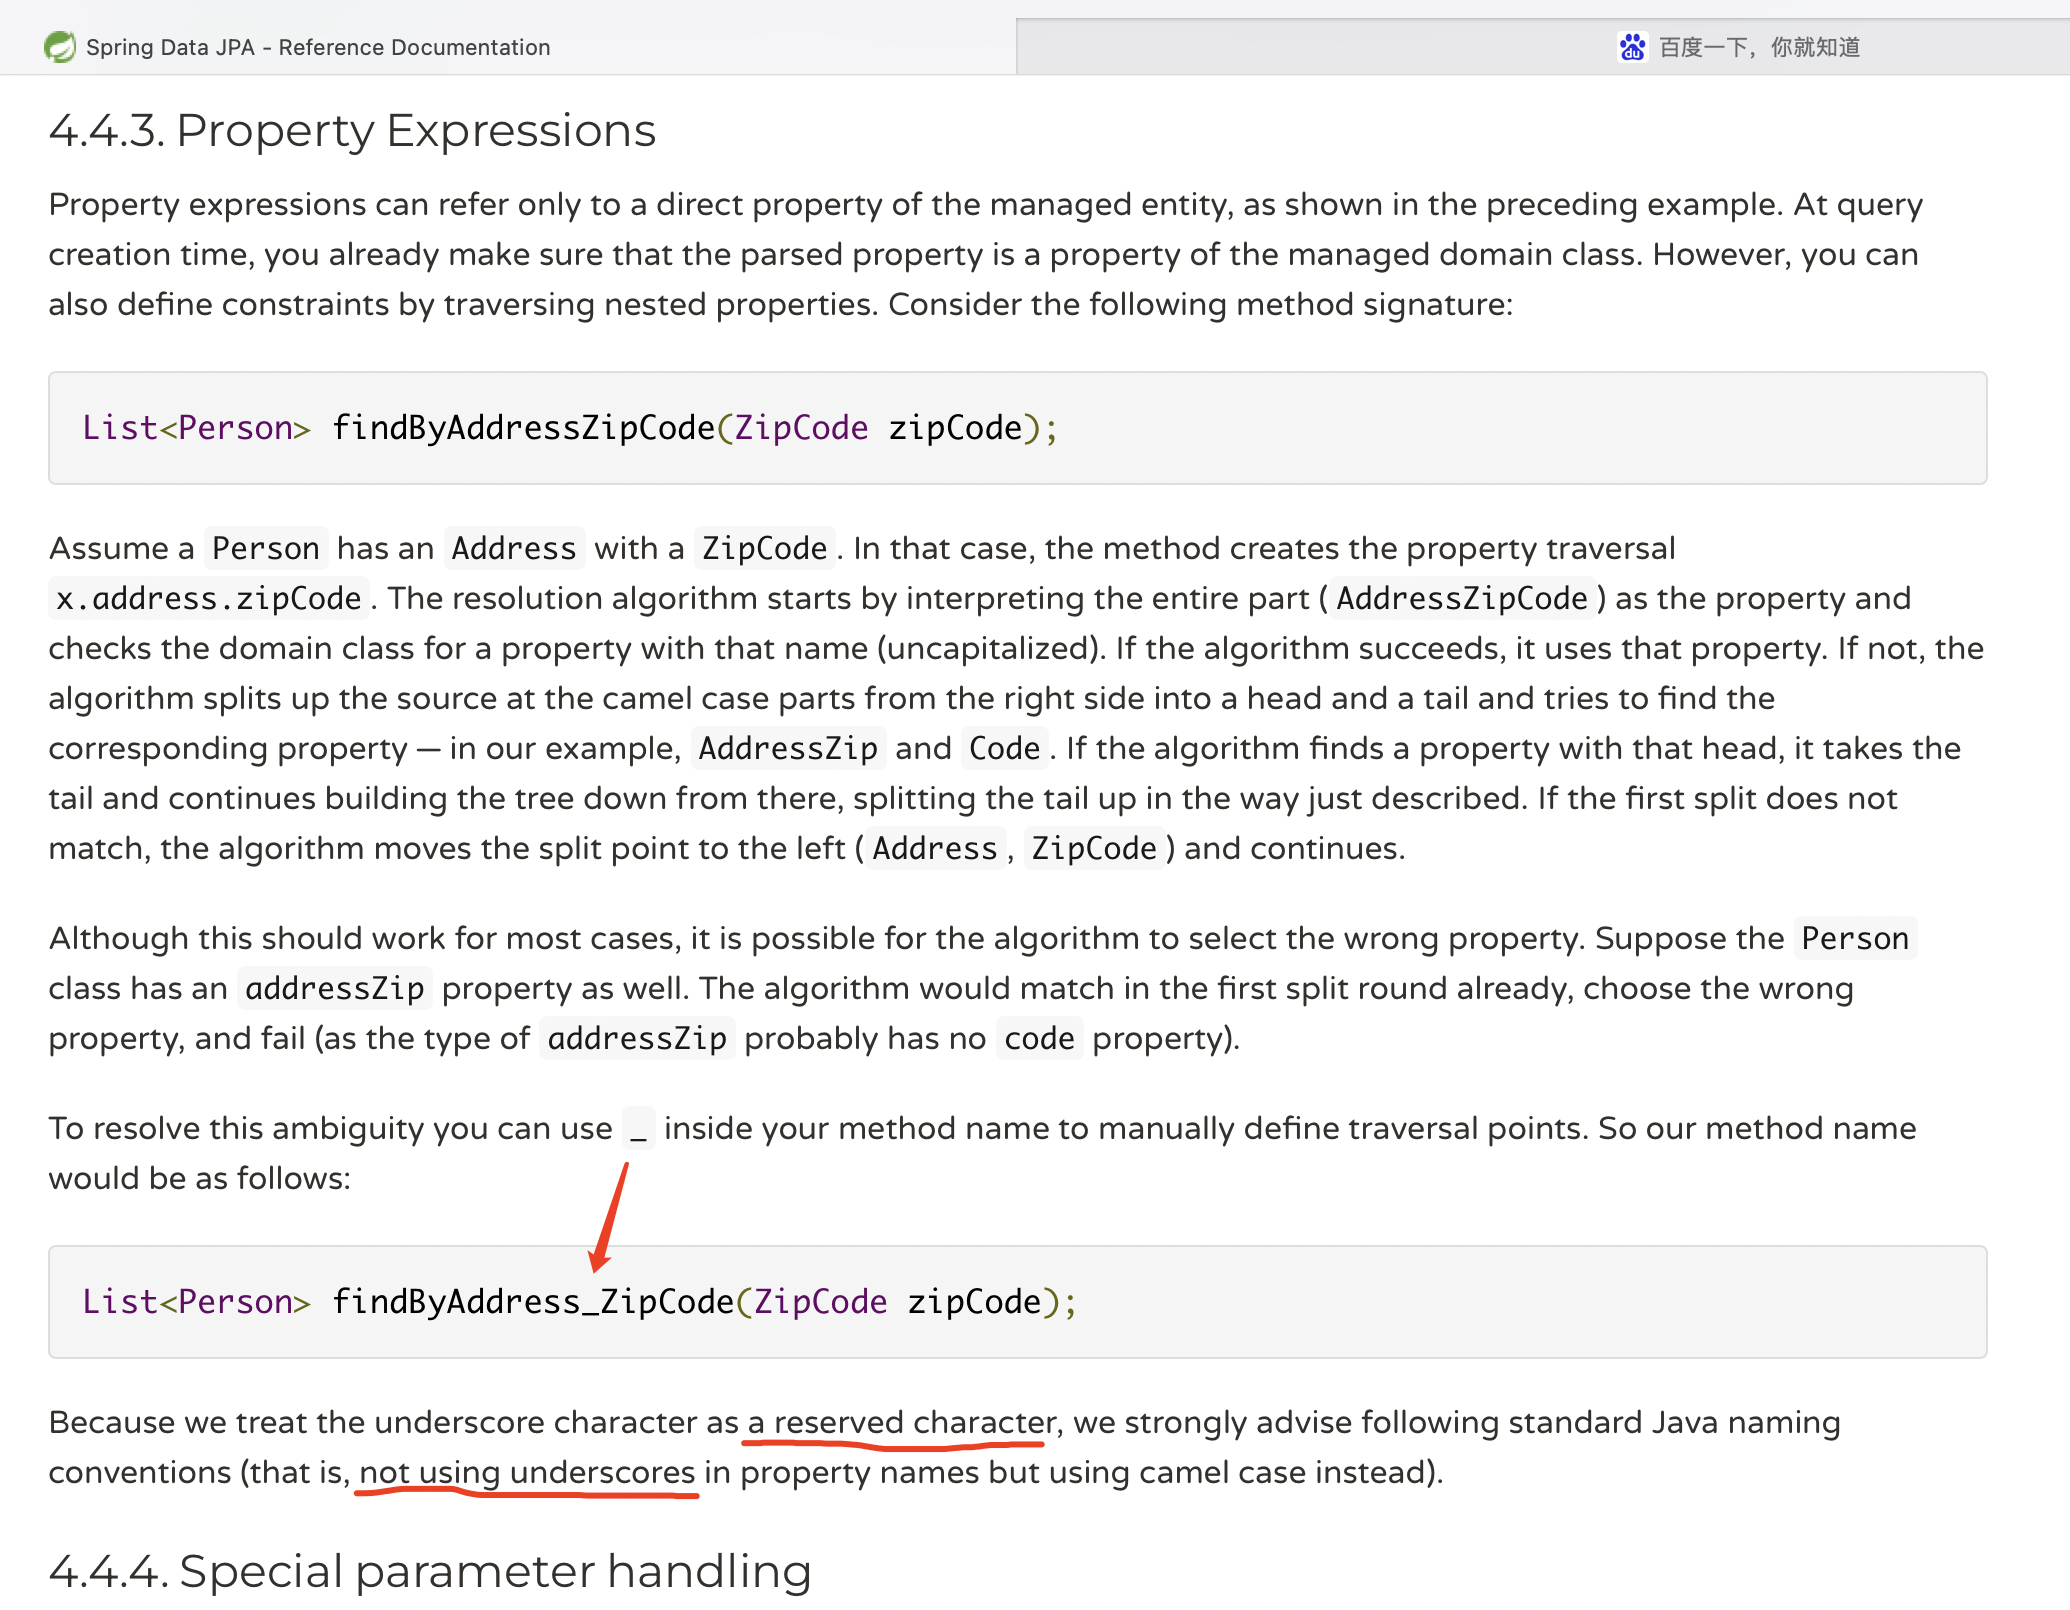 Spring Data JPA - Reference Documentation
百度一下，你就知道
4.4.3. Property Expressions
Property expressions can refer only to a direct property of the managed entity, as shown in the preceding example. At query
creation time, you already make sure that the parsed property is a property of the managed domain class. However, you can
also define constraints by traversing nested properties. Consider the following method signature:
List<Person> findByAddressZipCode(ZipCode zipCode);
Assume a Person has an Address with a ZipCode. In that case, the method creates the property traversal
x.address.zipCode. The resolution algorithm starts by interpreting the entire part (AddressZipCode) as the property and
checks the domain class for a property with that name (uncapitalized). If the algorithm succeeds, it uses that property. If not, the
algorithm splits up the source at the camel case parts from the right side into a head and a tail and tries to find the
corresponding property — in our example, AddressZip and Code. If the algorithm finds a property with that head, it takes the
tail and continues building the tree down from there, splitting the tail up in the way just described. If the first split does not
match, the algorithm moves the split point to the left (Address, ZipCode) and continues.
Although this should work for most cases, it is possible for the algorithm to select the wrong property. Suppose the Person
class has an addressZip property as well. The algorithm would match in the first split round already, choose the wrong
property, and fail (as the type of addressZip probably has no code property).
To resolve this ambiguity you can use _ inside your method name to manually define traversal points. So our method name
would be as follows:
List<Person> findByAddress_ZipCode(ZipCode zipCode);
Because we treat the underscore character as a reserved character, we strongly advise following standard Java naming
conventions (that is, not using underscores in property names but using camel case instead).
4.4.4. Special parameter handling